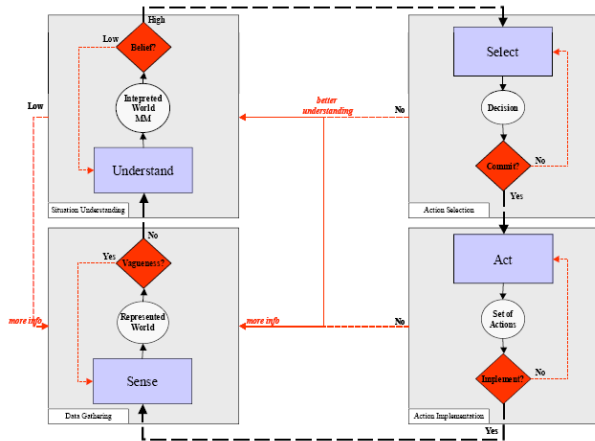 High
Low
Belief?
Intepreted
World
MM
Understand
Situation Understanding
Low
better
understanding
No
Select
Decision
Commit?
No
Yes
Action Selection
No
Yes
Vagueness?
Represented
World
Sense
Data Gathering
more info
more info
No
Act
Set of
Actions
Implement?
No
Action Implementation
Yes